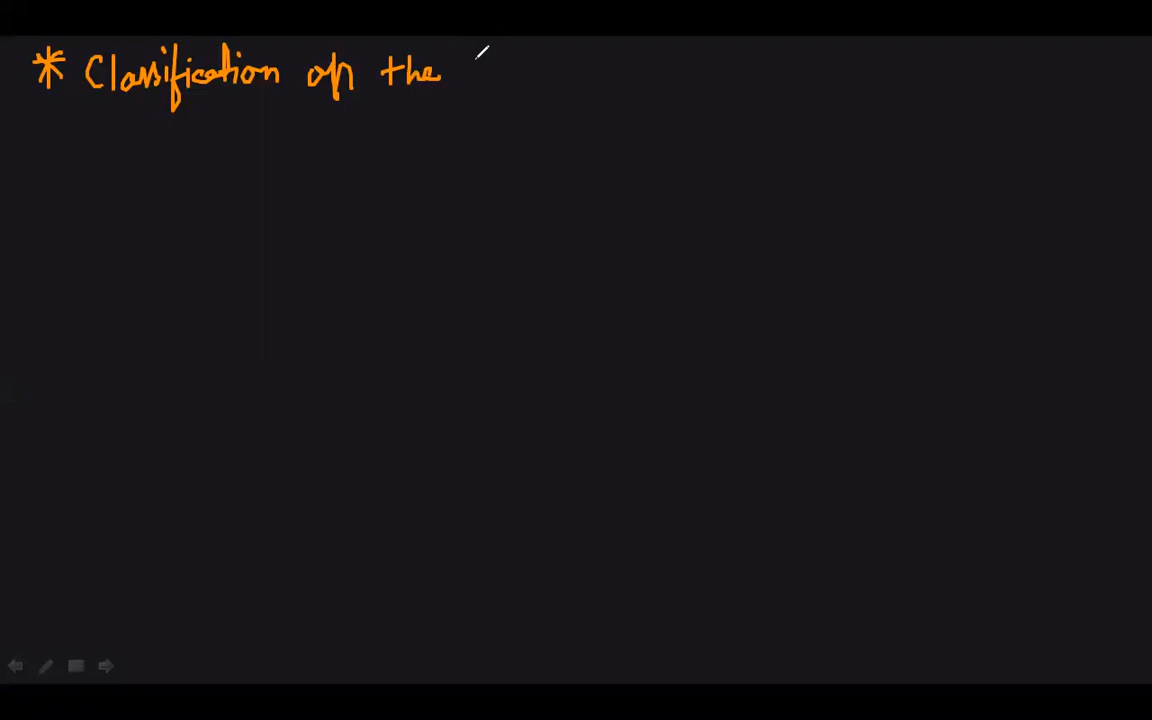 * Classification of the